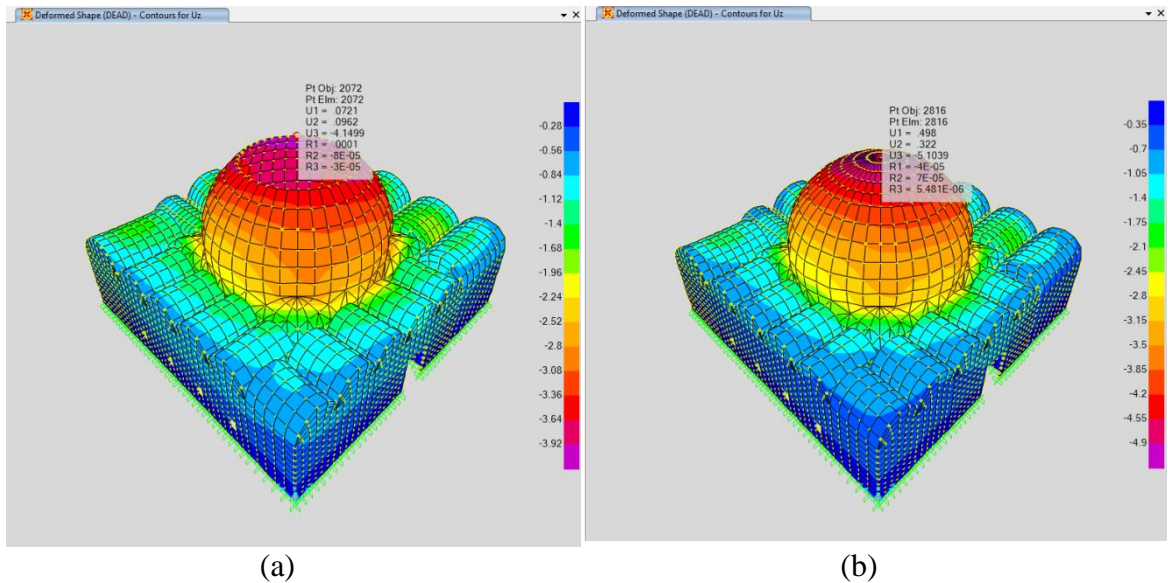 Deformed Shape (DEAD) - Contours for Uz
Pt Obj: 2072
Pt Elm: 2072
U1 = .0721
U2 = .0962
U3 = -4.1499
R1 = .0001
R2 = -8E-05
R3 = -3E-05
-0.28
-0.56
-0.84
-1.12
-1.4
-1.68
-1.96
-2.24
-2.52
-2.8
-3.08
-3.36
-3.64
-3.92
(a)
Deformed Shape (DEAD) - Contours for Uz
Pt Obj: 2816
Pt Elm: 2816
U1 = .498
U2 = .322
U3 = -5.1039
R1 = -4E-05
R2 = 7E-05
R3 = 5.481E-06
-0.35
-0.7
-1.05
-1.4
-1.75
-2.1
-2.45
-2.8
-3.15
-3.5
-3.85
-4.2
-4.55
-4.9
(b)